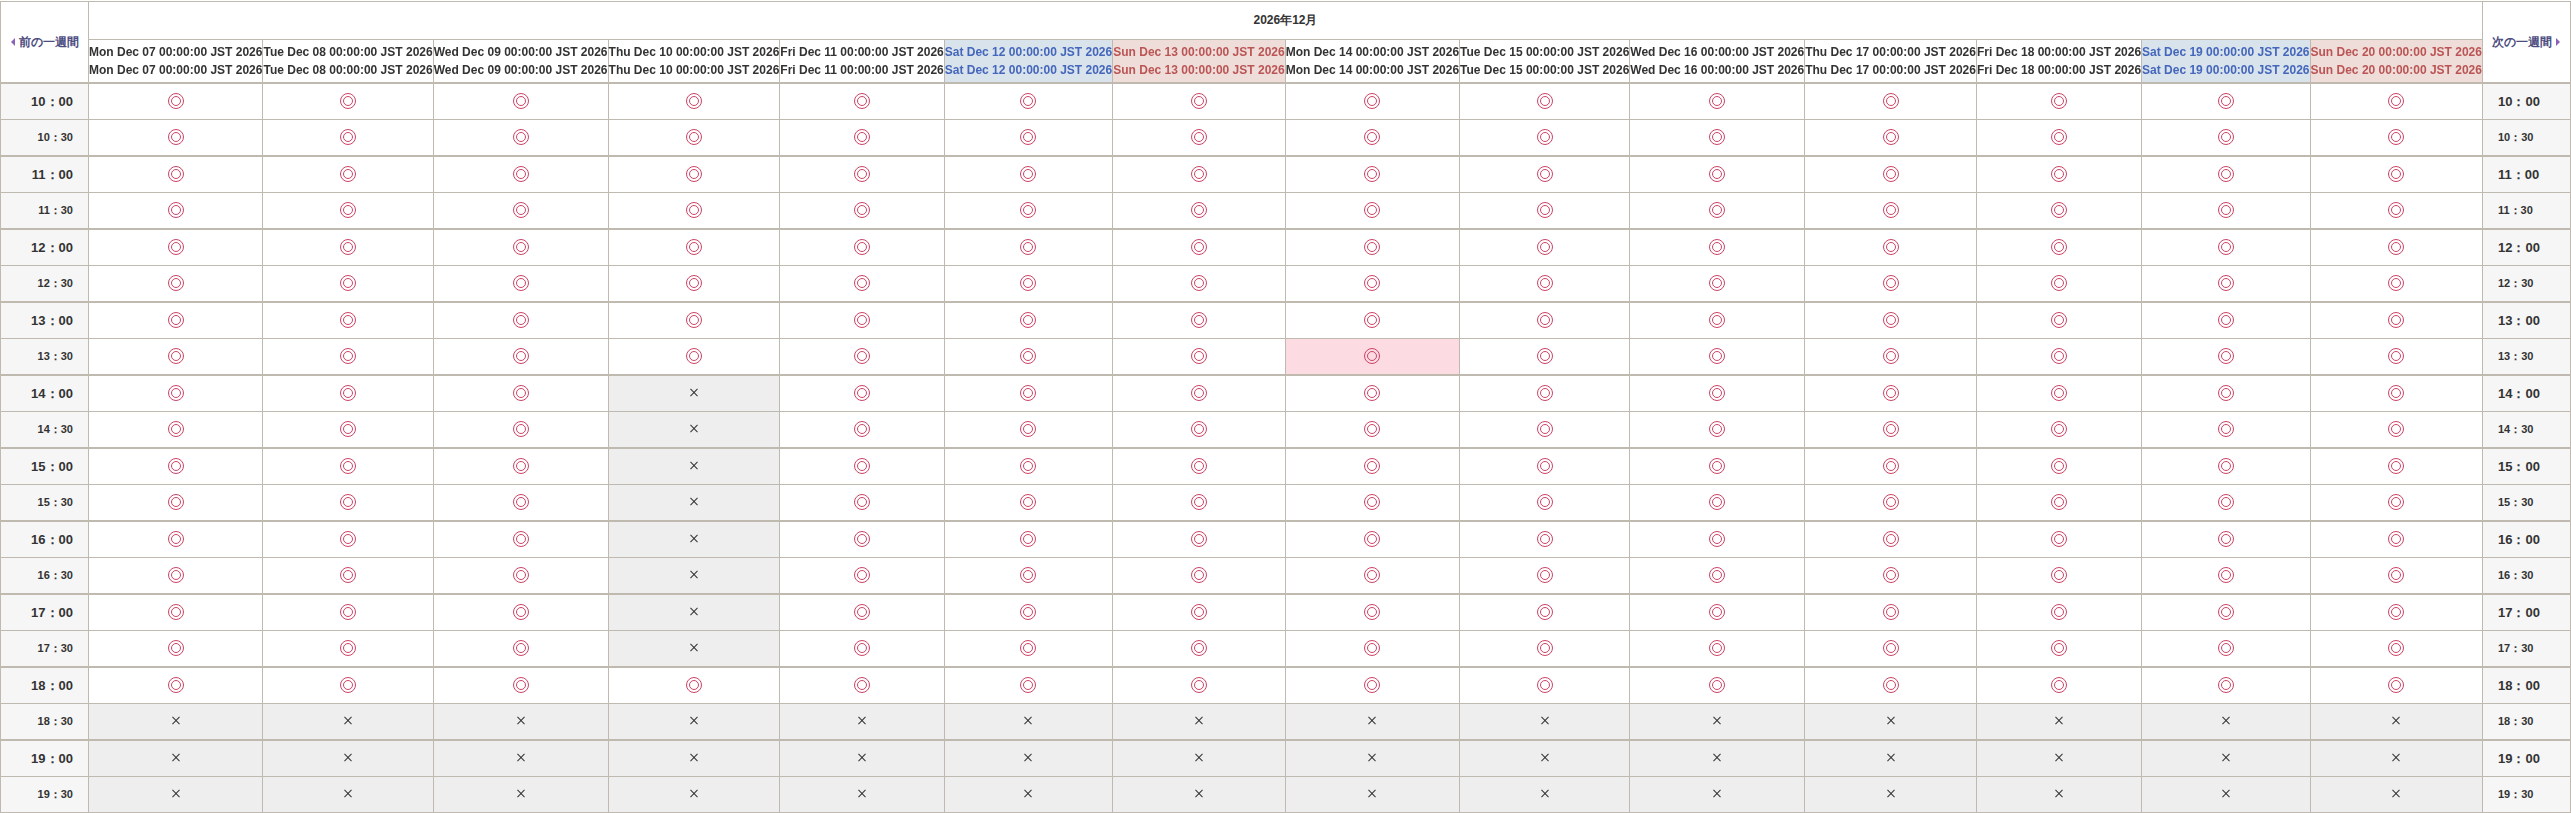 2026年12月
前の一週間
次の一週間
Mon Dec 07 00:00:00 JST 2026 Tue Dec 08 00:00:00 JST 2026 Wed Dec 09 00:00:00 JST 2026 Thu Dec 10 00:00:00 JST 2026 Fri Dec 11 00:00:00 JST 2026 Sat Dec 12 00:00:00 JST 2026 Sun Dec 13 00:00:00 JST 2026 Mon Dec 14 00:00:00 JST 2026 Tue Dec 15 00:00:00 JST 2026 Wed Dec 16 00:00:00 JST 2026 Thu Dec 17 00:00:00 JST 2026 Fri Dec 18 00:00:00 JST 2026 Sat Dec 19 00:00:00 JST 2026 Sun Dec 20 00:00:00 JST 2026
Mon Dec 07 00:00:00 JST 2026 Tue Dec 08 00:00:00 JST 2026 Wed Dec 09 00:00:00 JST 2026 Thu Dec 10 00:00:00 JST 2026 Fri Dec 11 00:00:00 JST 2026 Sat Dec 12 00:00:00 JST 2026 Sun Dec 13 00:00:00 JST 2026 Mon Dec 14 00:00:00 JST 2026 Tue Dec 15 00:00:00 JST 2026 Wed Dec 16 00:00:00 JST 2026 Thu Dec 17 00:00:00 JST 2026 Fri Dec 18 00:00:00 JST 2026 Sat Dec 19 00:00:00 JST 2026 Sun Dec 20 00:00:00 JST 2026
10：00 ◎ ◎ ◎ ◎ ◎ ◎ ◎ ◎ ◎ ◎ ◎ ◎ ◎ ◎ 10：00
10：30 ◎ ◎ ◎ ◎ ◎ ◎ ◎ ◎ ◎ ◎ ◎ ◎ ◎ ◎ 10：30
11：00 ◎ ◎ ◎ ◎ ◎ ◎ ◎ ◎ ◎ ◎ ◎ ◎ ◎ ◎ 11：00
11：30 ◎ ◎ ◎ ◎ ◎ ◎ ◎ ◎ ◎ ◎ ◎ ◎ ◎ ◎ 11：30
12：00 ◎ ◎ ◎ ◎ ◎ ◎ ◎ ◎ ◎ ◎ ◎ ◎ ◎ ◎ 12：00
12：30 ◎ ◎ ◎ ◎ ◎ ◎ ◎ ◎ ◎ ◎ ◎ ◎ ◎ ◎ 12：30
13：00 ◎ ◎ ◎ ◎ ◎ ◎ ◎ ◎ ◎ ◎ ◎ ◎ ◎ ◎ 13：00
13：30 ◎ ◎ ◎ ◎ ◎ ◎ ◎ ◎ ◎ ◎ ◎ ◎ ◎ ◎ 13：30
14：00 ◎ ◎ ◎ × ◎ ◎ ◎ ◎ ◎ ◎ ◎ ◎ ◎ ◎ 14：00
14：30 ◎ ◎ ◎ × ◎ ◎ ◎ ◎ ◎ ◎ ◎ ◎ ◎ ◎ 14：30
15：00 ◎ ◎ ◎ × ◎ ◎ ◎ ◎ ◎ ◎ ◎ ◎ ◎ ◎ 15：00
15：30 ◎ ◎ ◎ × ◎ ◎ ◎ ◎ ◎ ◎ ◎ ◎ ◎ ◎ 15：30
16：00 ◎ ◎ ◎ × ◎ ◎ ◎ ◎ ◎ ◎ ◎ ◎ ◎ ◎ 16：00
16：30 ◎ ◎ ◎ × ◎ ◎ ◎ ◎ ◎ ◎ ◎ ◎ ◎ ◎ 16：30
17：00 ◎ ◎ ◎ × ◎ ◎ ◎ ◎ ◎ ◎ ◎ ◎ ◎ ◎ 17：00
17：30 ◎ ◎ ◎ × ◎ ◎ ◎ ◎ ◎ ◎ ◎ ◎ ◎ ◎ 17：30
18：00 ◎ ◎ ◎ ◎ ◎ ◎ ◎ ◎ ◎ ◎ ◎ ◎ ◎ ◎ 18：00
18：30 × × × × × × × × × × × × × × 18：30
19：00 × × × × × × × × × × × × × × 19：00
19：30 × × × × × × × × × × × × × × 19：30